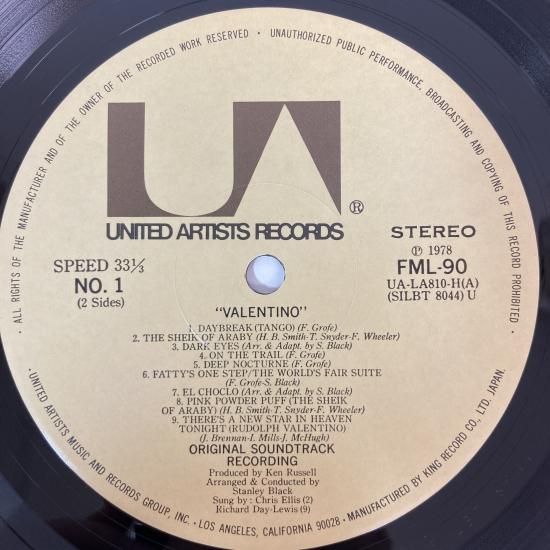 · ALL RIGHTS OF THE MANUFACTURER AND OF THE OWNER OF THE RECORDED WORK RESERVED · UNAUTHORIZED PUBLIC PERFORMANCE, BROADCASTING AND COPYING OF THIS RECORD PROHIBITED ·
UA
®
UNITED ARTISTS RECORDS
STEREO
℗ 1978
SPEED 33⅓
FML-90
NO. 1
UA-LA810-H(A)
(2 Sides)
(SILBT 8044) U
"VALENTINO"
1. DAYBREAK (TANGO) (F. Grofe)
2. THE SHEIK OF ARABY (H. B. Smith-T. Snyder-F. Wheeler)
3. DARK EYES (Arr. & Adapt. by S. Black)
4. ON THE TRAIL (F. Grofe)
5. DEEP NOCTURNE (F. Grofe)
6. FATTY'S ONE STEP/THE WORLD'S FAIR SUITE
(F. Grofe-S. Black)
7. EL CHOCLO (Arr. & Adapt. by S. Black)
8. PINK POWDER PUFF (THE SHEIK
OF ARABY) (H. B. Smith-T. Snyder-F. Wheeler)
9. THERE'S A NEW STAR IN HEAVEN
TONIGHT (RUDOLPH VALENTINO)
(J. Brennan-I. Mills-J. McHugh)
ORIGINAL SOUNDTRACK
RECORDING
Produced by Ken Russell
Arranged & Conducted by
Stanley Black
Sung by : Chris Ellis (2)
Richard Day-Lewis (9)
· UNITED ARTISTS MUSIC AND RECORDS GROUP, INC. · LOS ANGELES, CALIFORNIA 90028 · MANUFACTURED BY KING RECORD CO., LTD. JAPAN.